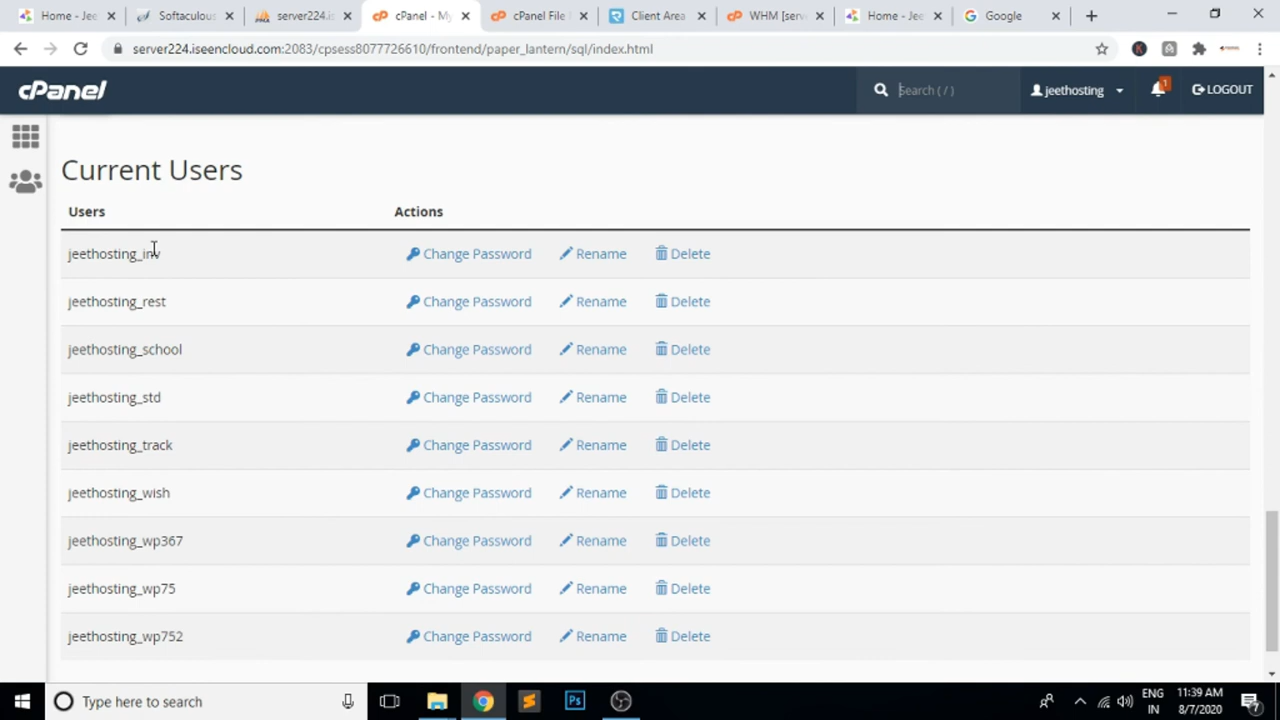 Home - Jee
Softaculous
server224.is
cPanel - My
cPanel File
Client Area
WHM [serv
Home - Jee
Google
server224.iseencloud.com:2083/cpsess8077726610/frontend/paper_lantern/sql/index.html
cPanel
Search ( / )
jeethosting
1
LOGOUT
Current Users
Users Actions
jeethosting_inv Change Password Rename Delete
jeethosting_rest Change Password Rename Delete
jeethosting_school Change Password Rename Delete
jeethosting_std Change Password Rename Delete
jeethosting_track Change Password Rename Delete
jeethosting_wish Change Password Rename Delete
jeethosting_wp367 Change Password Rename Delete
jeethosting_wp75 Change Password Rename Delete
jeethosting_wp752 Change Password Rename Delete
Type here to search
Ps
ENG
IN
11:39 AM
8/7/2020
7